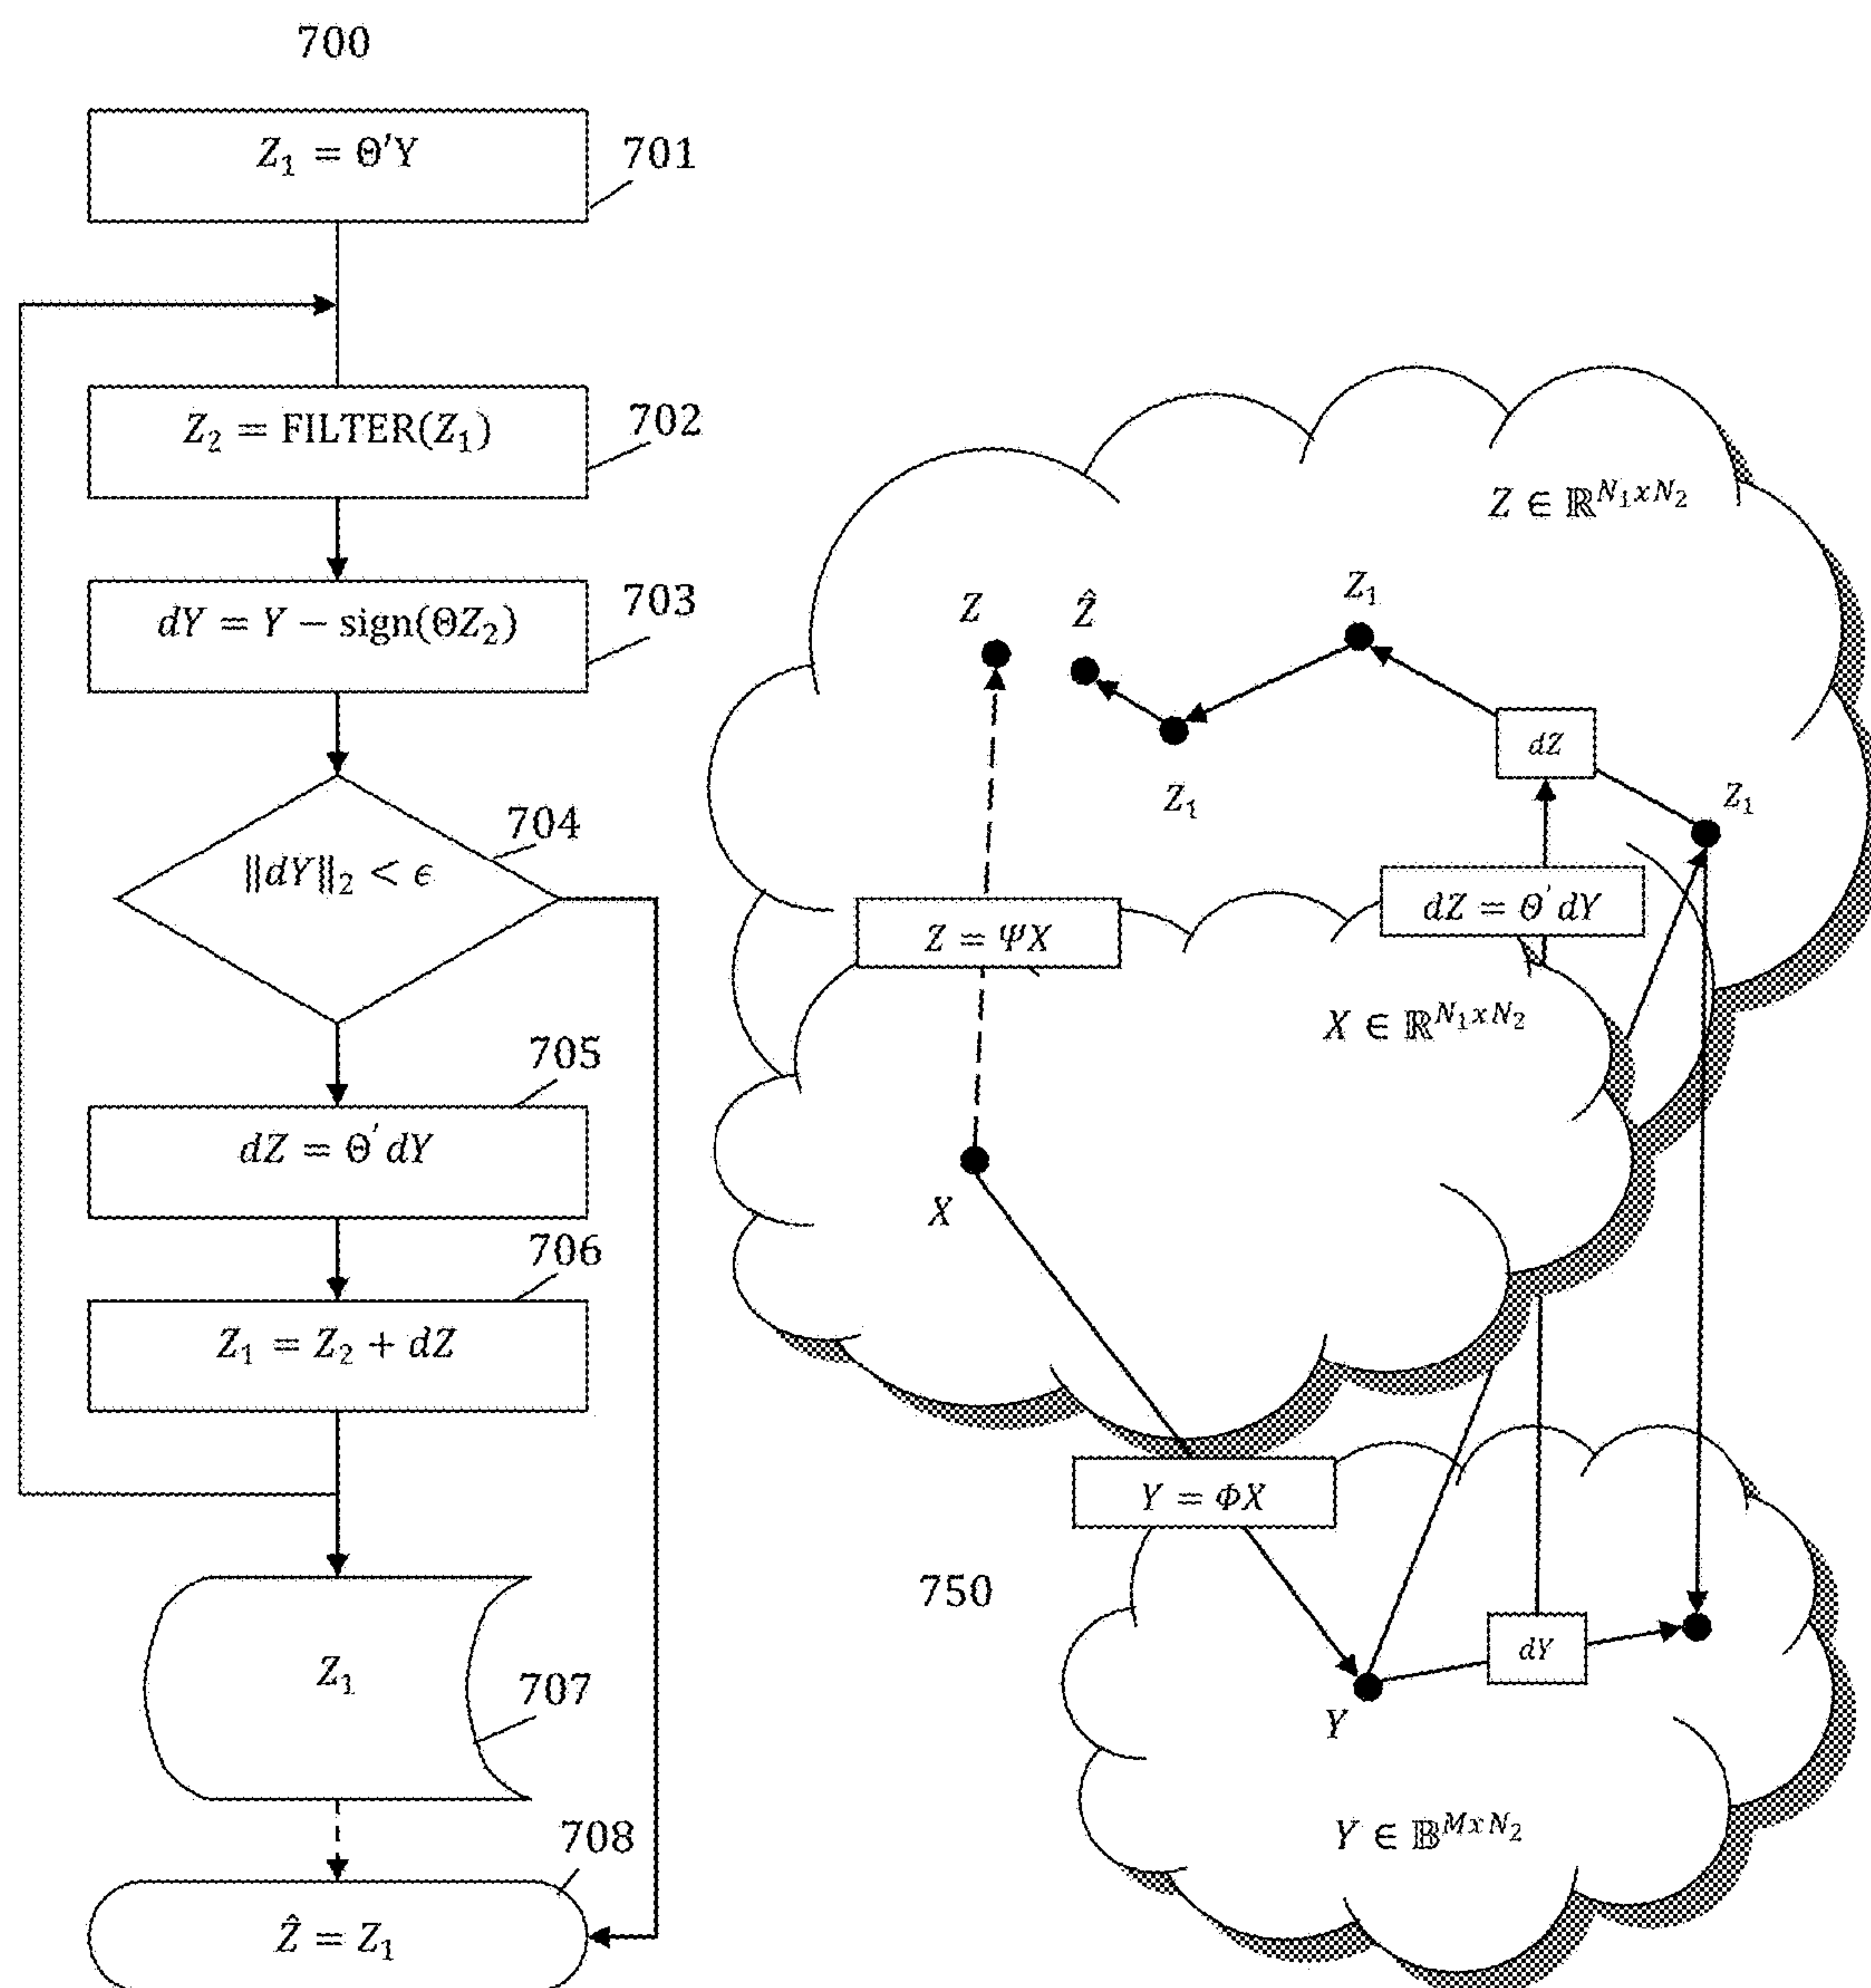 700
Z₁ = Θ′Y
701
Z₂ = FILTER(Z₁)
702
dY = Y − sign(ΘZ₂)
703
‖dY‖₂ < ϵ
704
dZ = Θ′ dY
705
Z₁ = Z₂ + dZ
706
Z₁
707
Ẑ = Z₁
708
Z ∈ ℝ^{N₁xN₂}
Z
Ẑ
Z₁
Z₁
dZ
Z₁
dZ = Θ′ dY
Z = ΨX
X ∈ ℝ^{N₁xN₂}
X
Y = ΦX
750
dY
Y
Y ∈ 𝔹^{MxN₂}